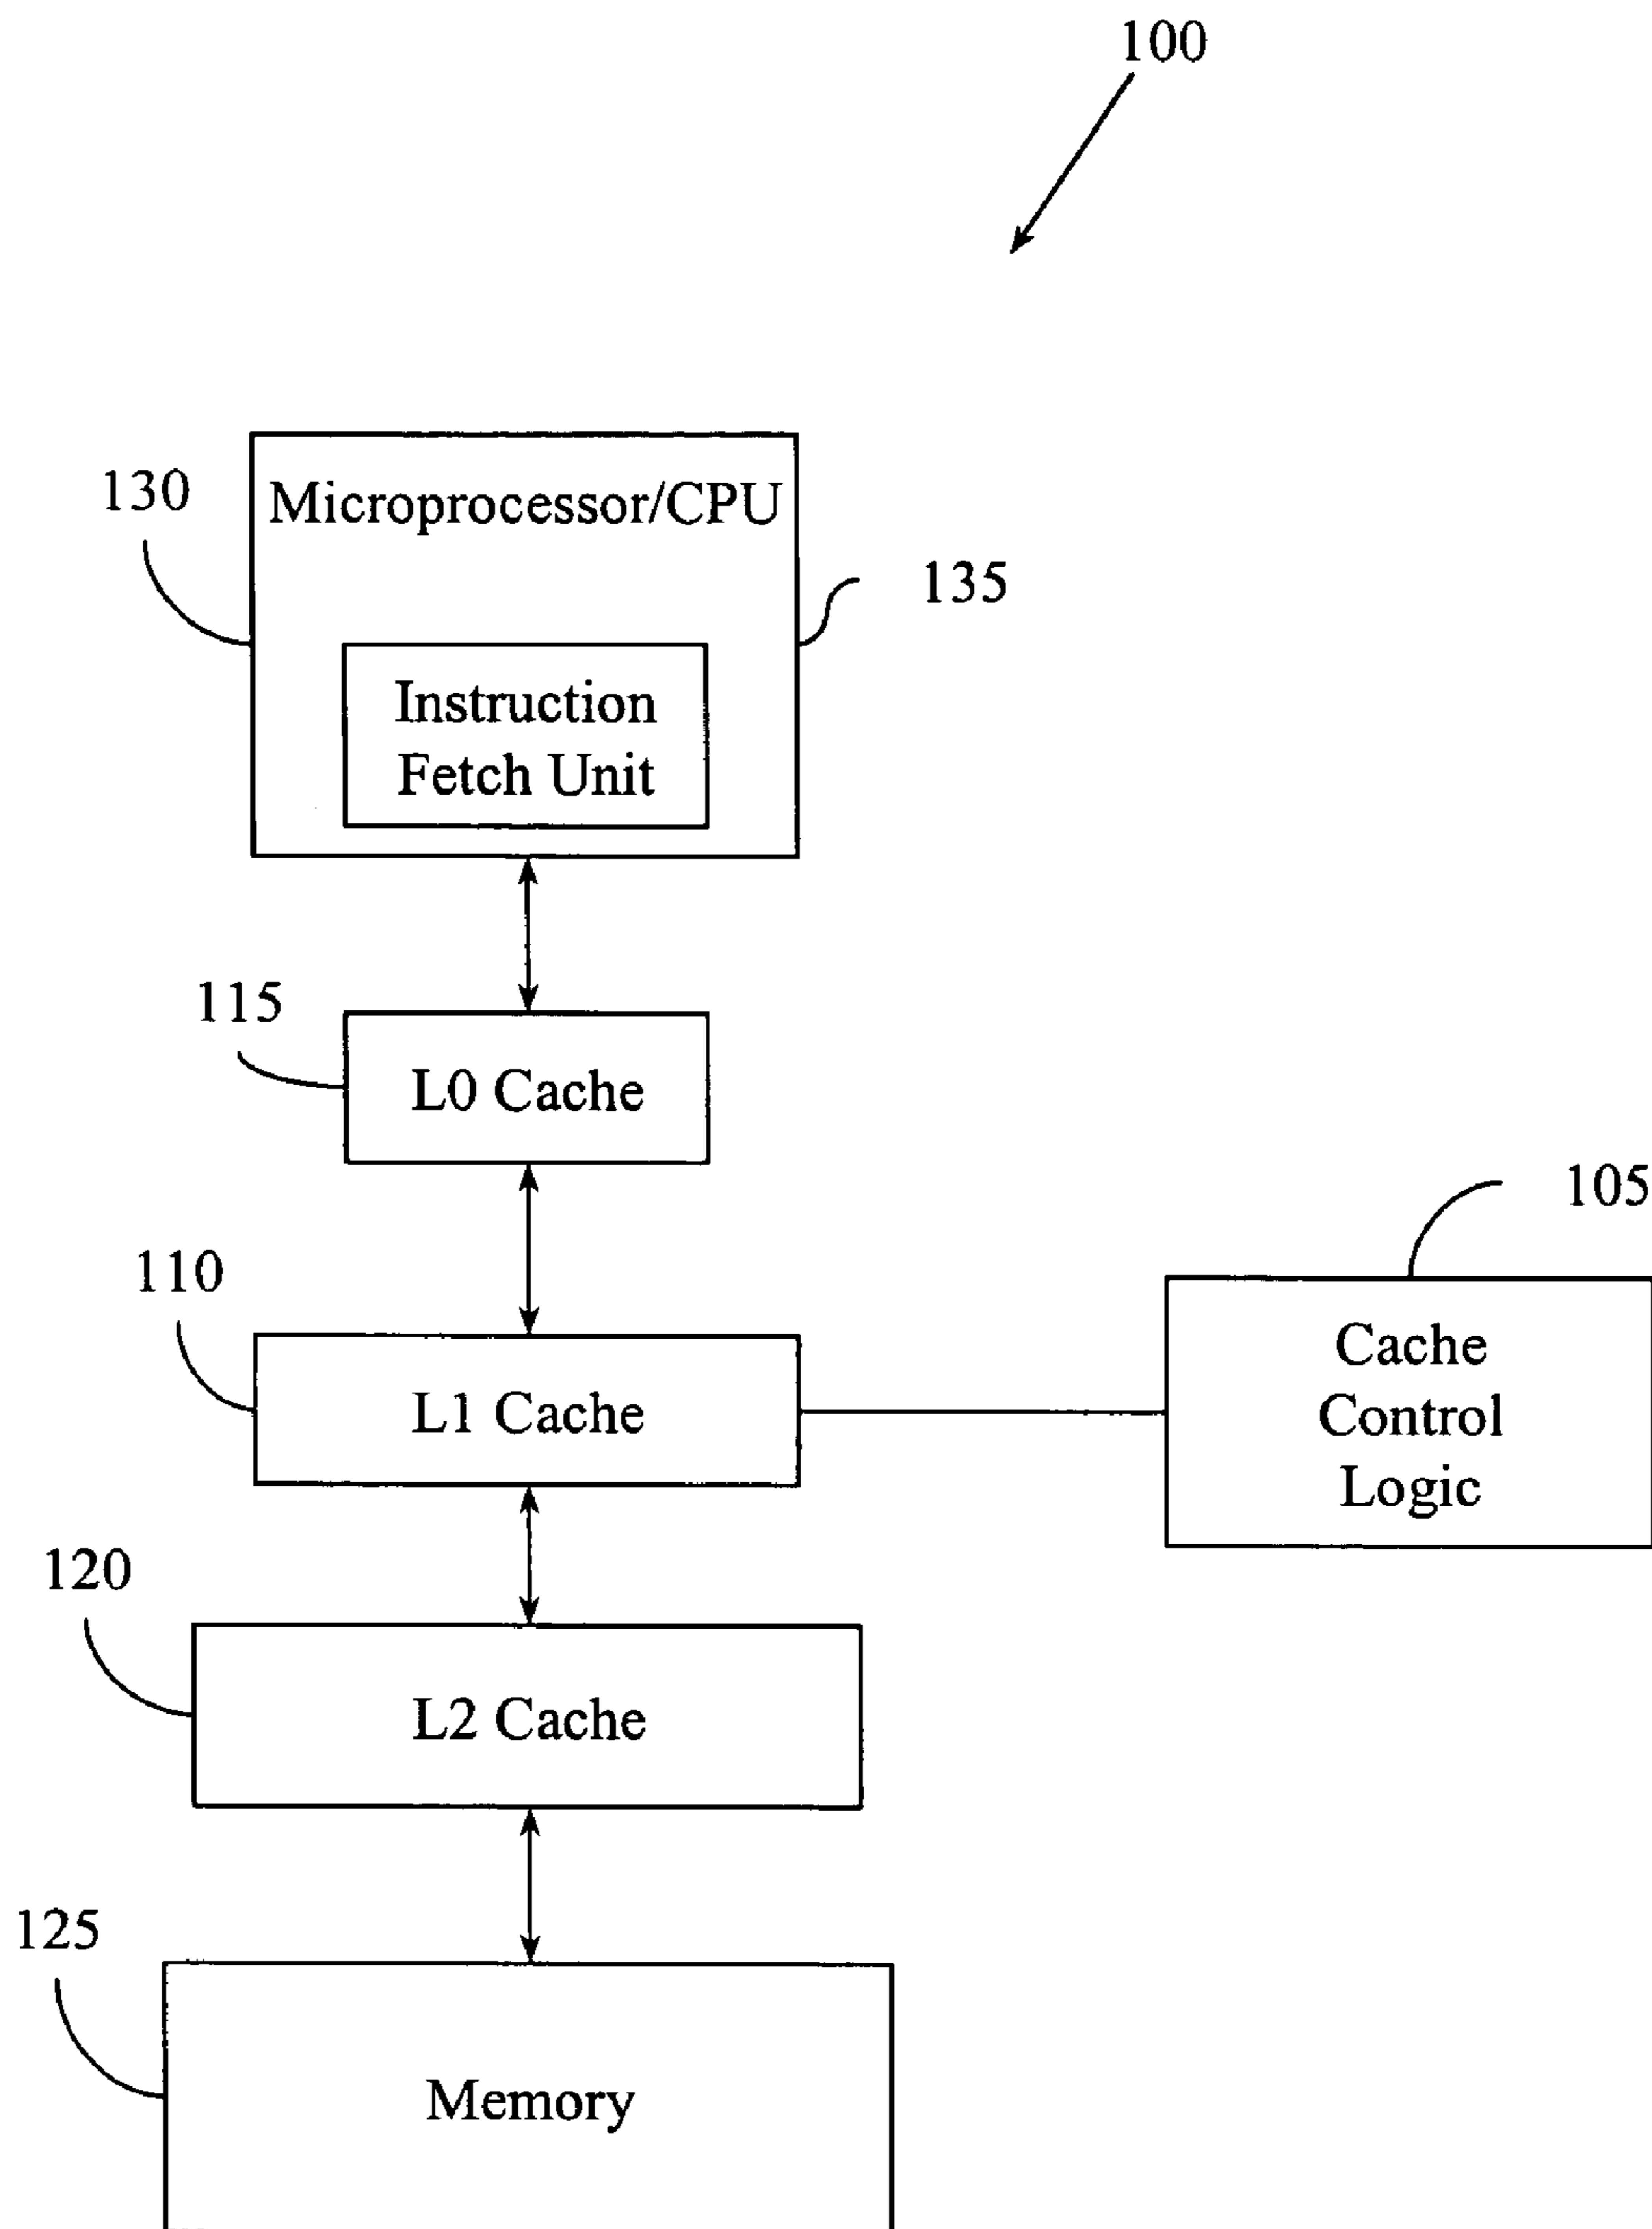 100
130
Microprocessor/CPU
135
Instruction
Fetch Unit
115
L0 Cache
105
110
L1 Cache
Cache
Control
Logic
120
L2 Cache
125
Memory